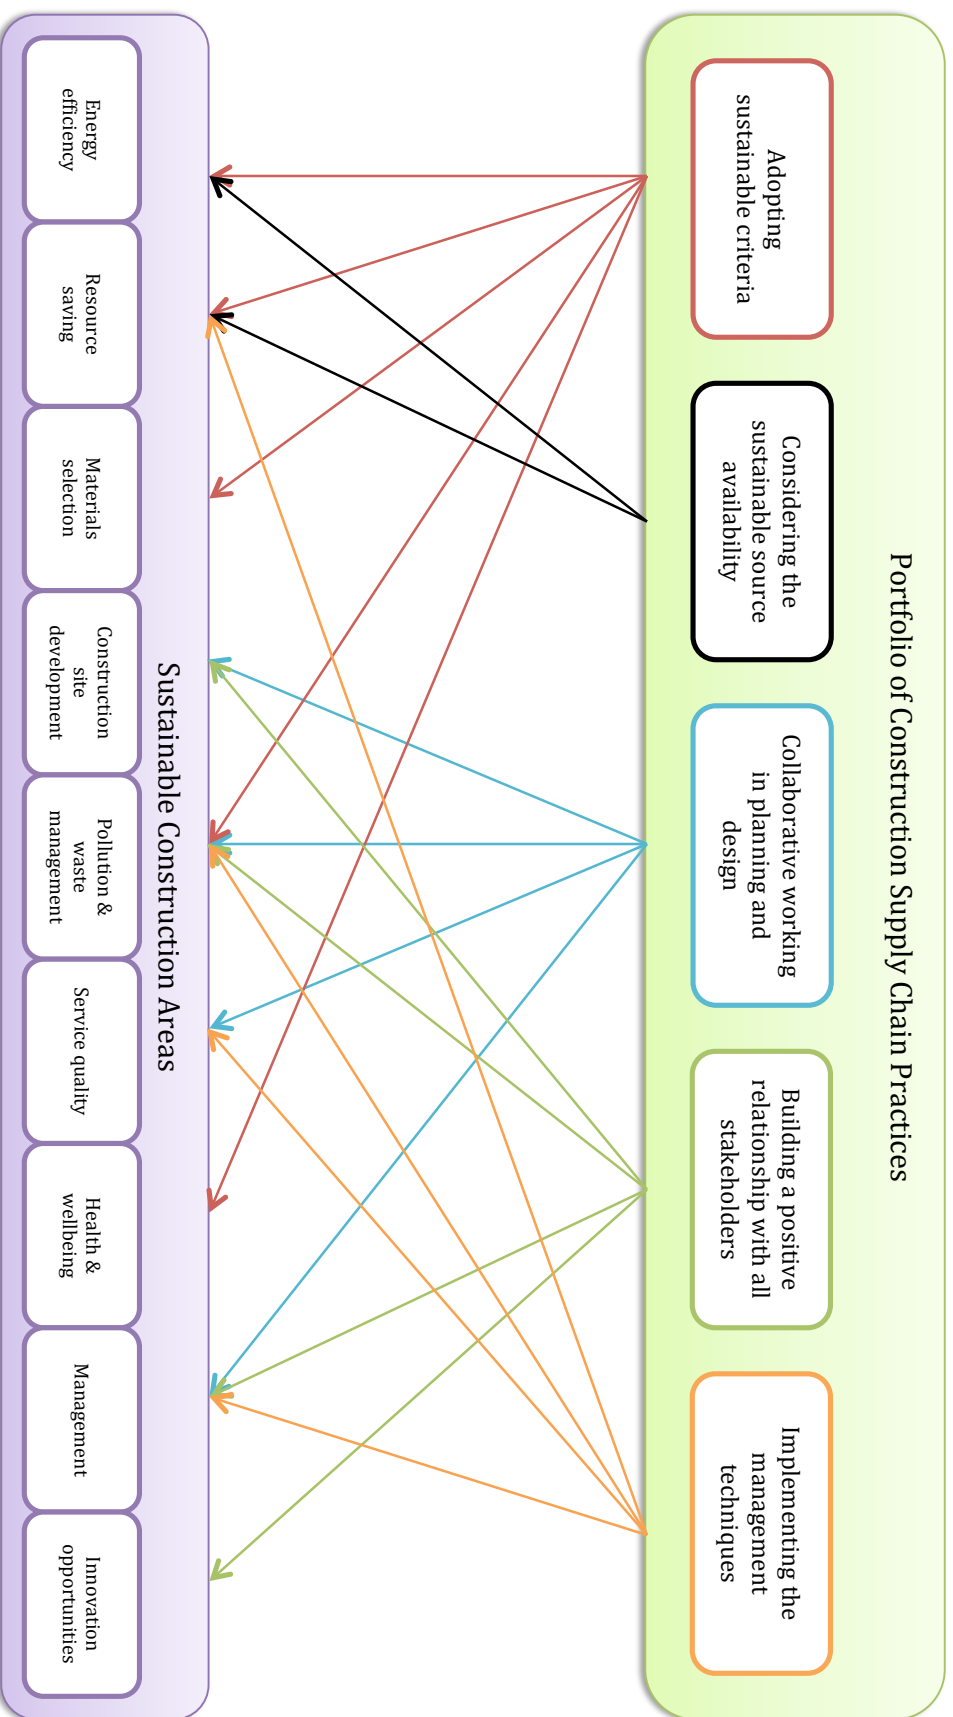 Portfolio of Construction Supply Chain Practices
Adopting
sustainable criteria
Considering the
sustainable source
availability
Collaborative working
in planning and
design
Building a positive
relationship with all
stakeholders
Implementing the
management
techniques
Sustainable Construction Areas
Energy
efficiency
Resource
saving
Materials
selection
Construction
site
development
Pollution &
waste
management
Service quality
Health &
wellbeing
Management
Innovation
opportunities